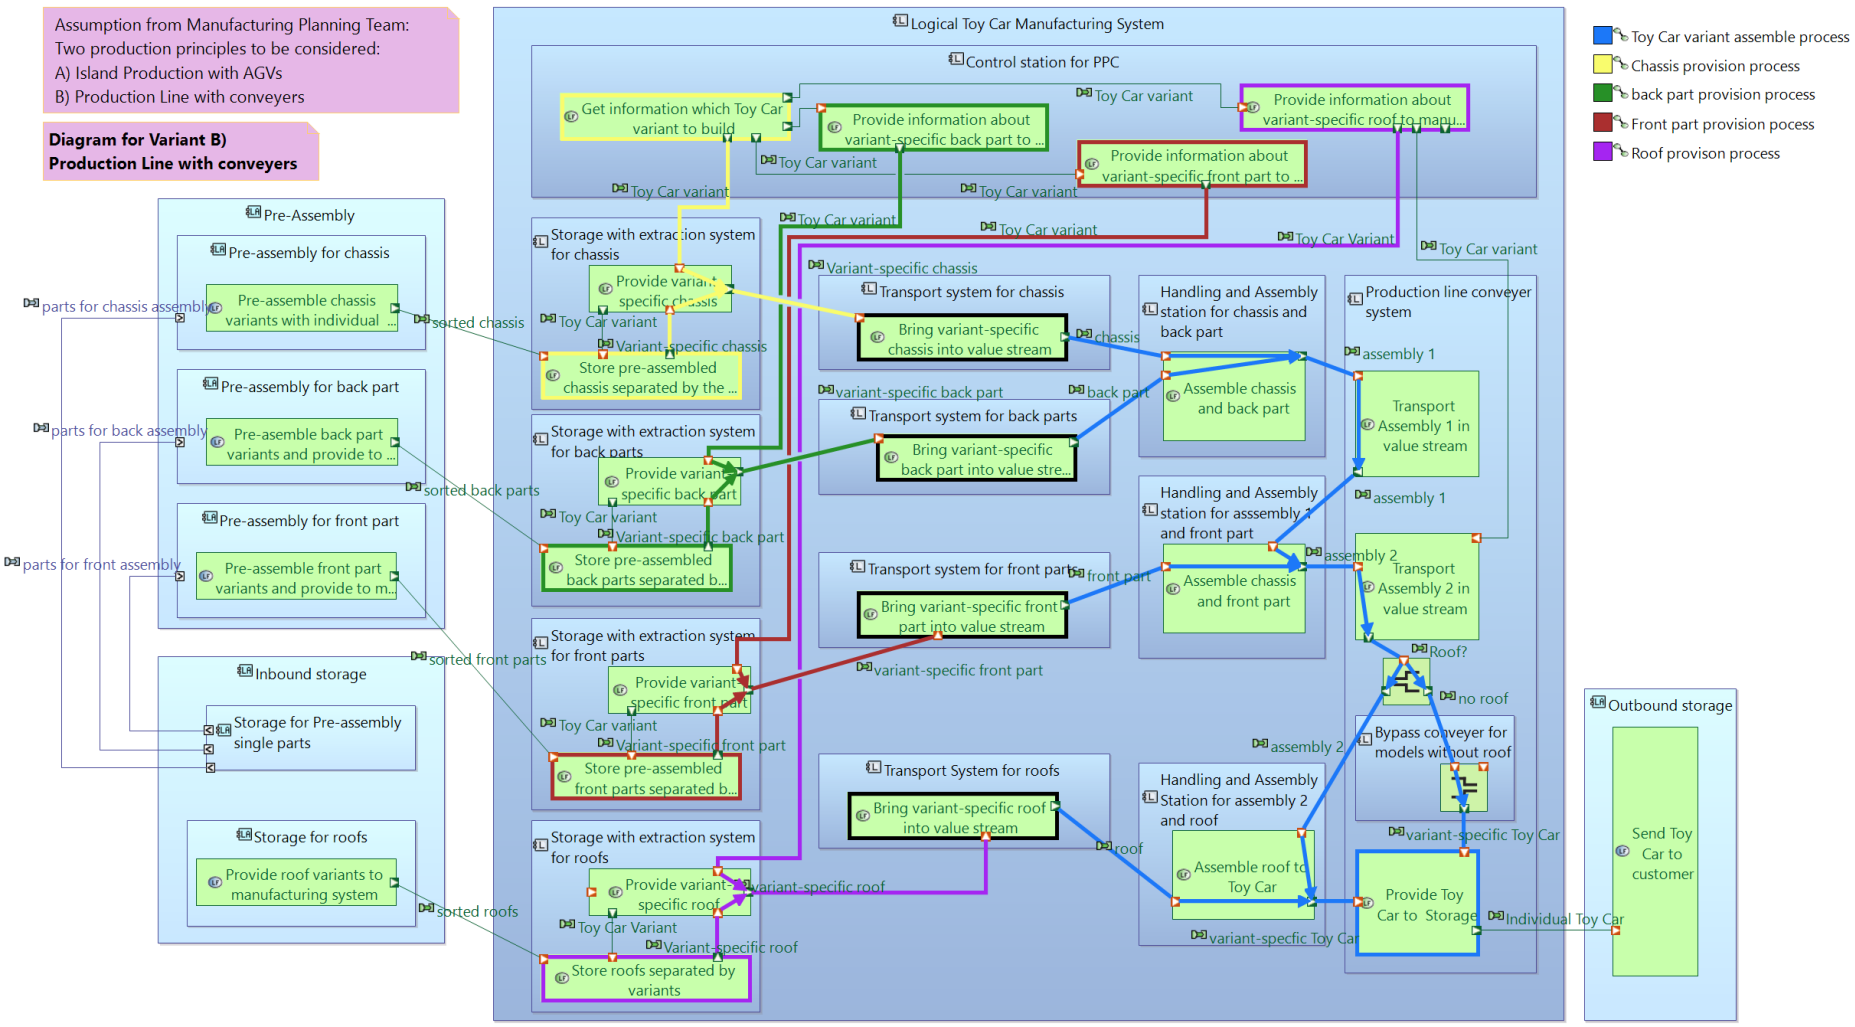 Assumption from Manufacturing Planning Team:
Two production principles to be considered:
A) Island Production with AGVs
B) Production Line with conveyers
Diagram for Variant B)
Production Line with conveyers
Logical Toy Car Manufacturing System
Control station for PPC
Get information which Toy Car
variant to build
Provide information about
variant-specific back part to ...
Provide information about
variant-specific front part to ...
Provide information about
variant-specific roof to manu...
Toy Car variant
Toy Car variant
Toy Car variant
Toy Car variant
Toy Car variant
Toy Car variant
Toy Car Variant
Toy Car variant
Toy Car variant assemble process
Chassis provision process
back part provision process
Front part provision pocess
Roof provison process
Pre-Assembly
Pre-assembly for chassis
Pre-assemble chassis
variants with individual ...
parts for chassis assembly
sorted chassis
Pre-assembly for back part
Pre-asemble back part
variants and provide to ...
parts for back assembly
sorted back parts
Pre-assembly for front part
Pre-assemble front part
variants and provide to m...
parts for front assembly
sorted front parts
Inbound storage
Storage for Pre-assembly
single parts
Storage for roofs
Provide roof variants to
manufacturing system
sorted roofs
Storage with extraction system
for chassis
Provide variant-
specific chassis
Toy Car variant
Variant-specific chassis
Store pre-assembled
chassis separated by the ...
Storage with extraction system
for back parts
Provide variant-
specific back part
Toy Car variant
Variant-specific back part
Store pre-assembled
back parts separated b...
Storage with extraction system
for front parts
Provide variant-
specific front part
Toy Car variant
Variant-specific front part
Store pre-assembled
front parts separated b...
Storage with extraction system
for roofs
Provide variant-
specific roof
Toy Car Variant
Variant-specific roof
Store roofs separated by
variants
Variant-specific chassis
Transport system for chassis
Bring variant-specific
chassis into value stream
chassis
variant-specific back part
back part
Transport system for back parts
Bring variant-specific
back part into value stre...
Transport system for front parts
front part
Bring variant-specific front
part into value stream
variant-specific front part
Transport System for roofs
Bring variant-specific roof
into value stream
roof
variant-specific roof
Handling and Assembly
station for chassis and
back part
Assemble chassis
and back part
Handling and Assembly
station for asssembly 1
and front part
Assemble chassis
and front part
Handling and Assembly
Station for assembly 2
and roof
Assemble roof to
Toy Car
variant-specfic Toy Car
Production line conveyer
system
assembly 1
Transport
Assembly 1 in
value stream
assembly 1
assembly 2
Transport
Assembly 2 in
value stream
Roof?
no roof
assembly 2
Bypass conveyer for
models without roof
variant-specific Toy Car
Provide Toy
Car to Storage
Individual Toy Car
Outbound storage
Send Toy
Car to
customer